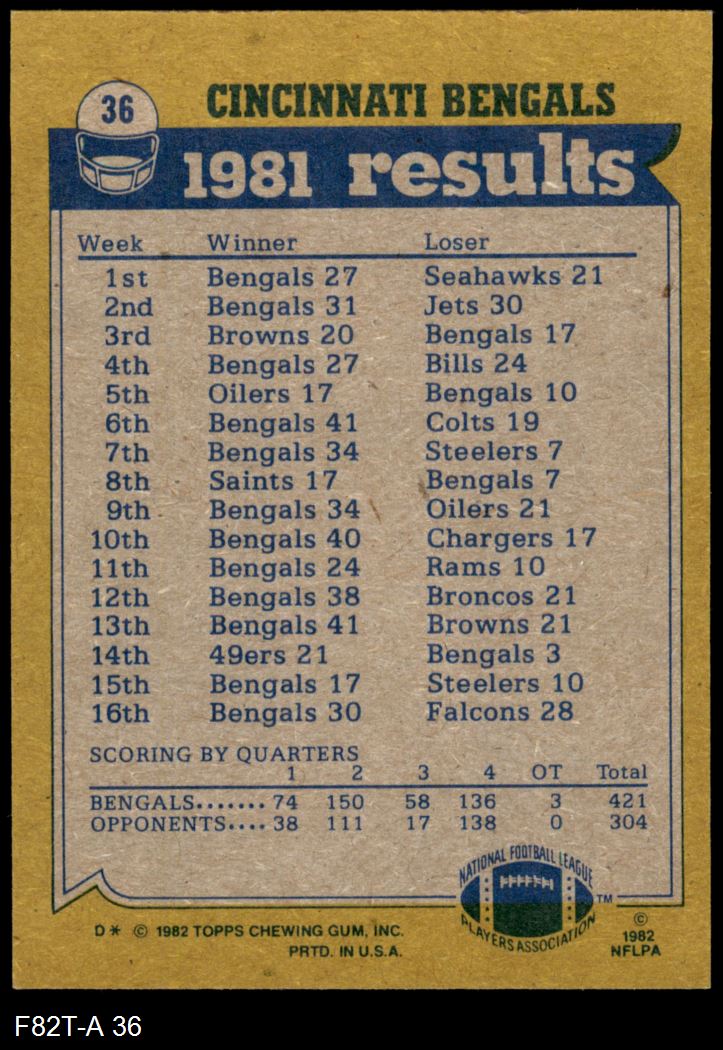 36
CINCINNATI BENGALS
1981 results
Week Winner Loser
1st Bengals 27 Seahawks 21
2nd Bengals 31 Jets 30
3rd Browns 20 Bengals 17
4th Bengals 27 Bills 24
5th Oilers 17 Bengals 10
6th Bengals 41 Colts 19
7th Bengals 34 Steelers 7
8th Saints 17 Bengals 7
9th Bengals 34 Oilers 21
10th Bengals 40 Chargers 17
11th Bengals 24 Rams 10
12th Bengals 38 Broncos 21
13th Bengals 41 Browns 21
14th 49ers 21 Bengals 3
15th Bengals 17 Steelers 10
16th Bengals 30 Falcons 28
SCORING BY QUARTERS
1 2 3 4 OT Total
BENGALS....... 74 150 58 136 3 421
OPPONENTS.... 38 111 17 138 0 304
NATIONAL FOOTBALL LEAGUE
PLAYERS ASSOCIATION
TM
D* © 1982 TOPPS CHEWING GUM, INC.
PRTD. IN U.S.A.
©
1982
NFLPA
F82T-A 36